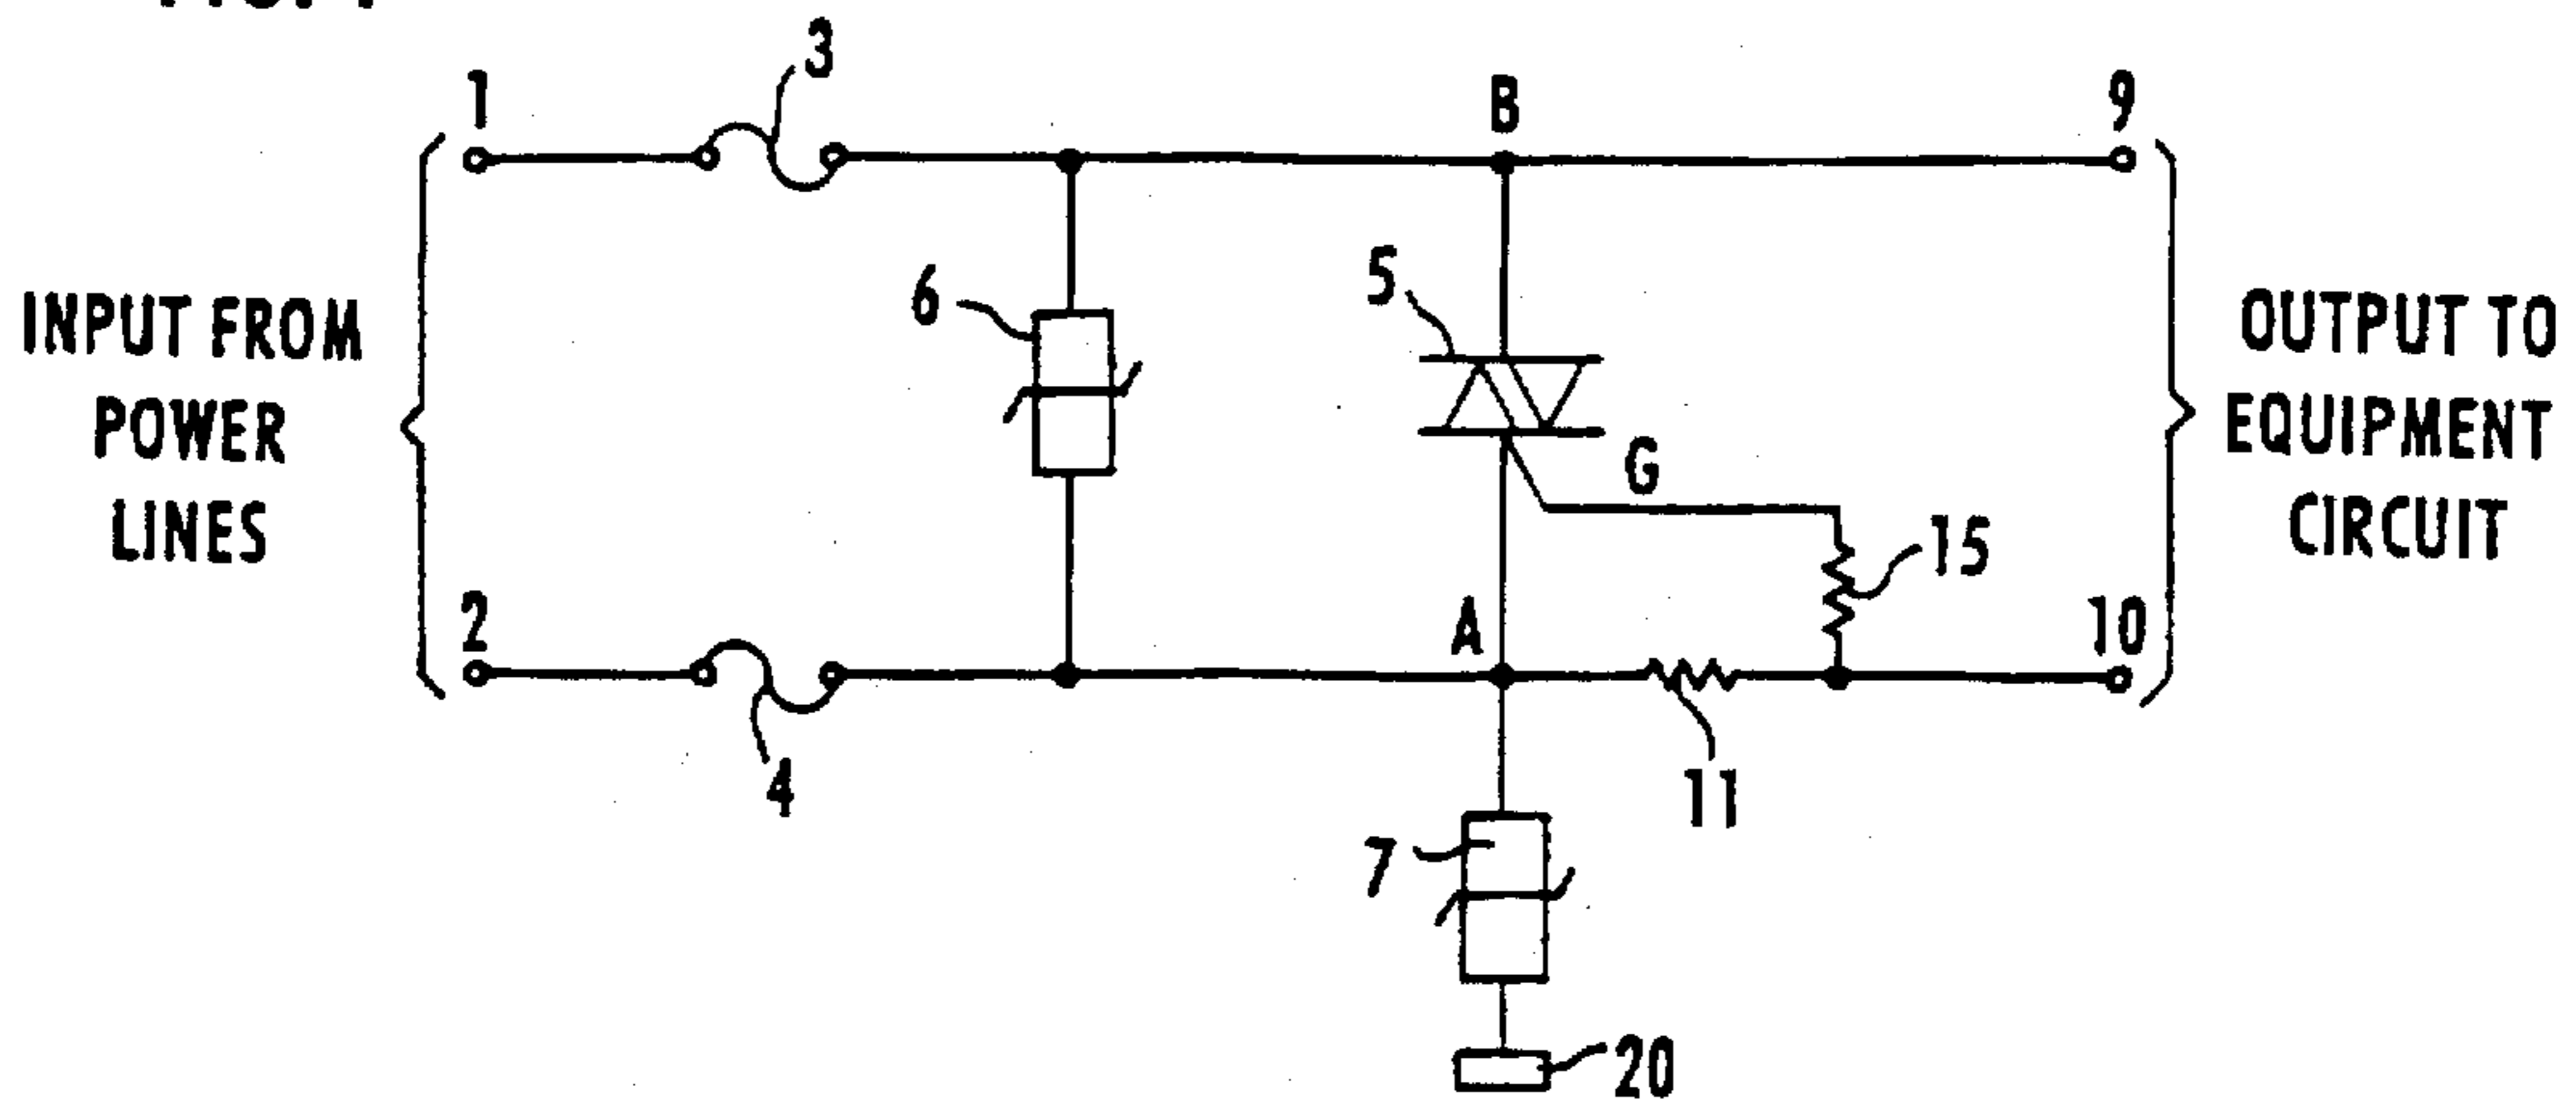 1
3
B
9
6
5
INPUT FROM
POWER
LINES
OUTPUT TO
EQUIPMENT
CIRCUIT
G
15
2
A
10
4
11
7
20